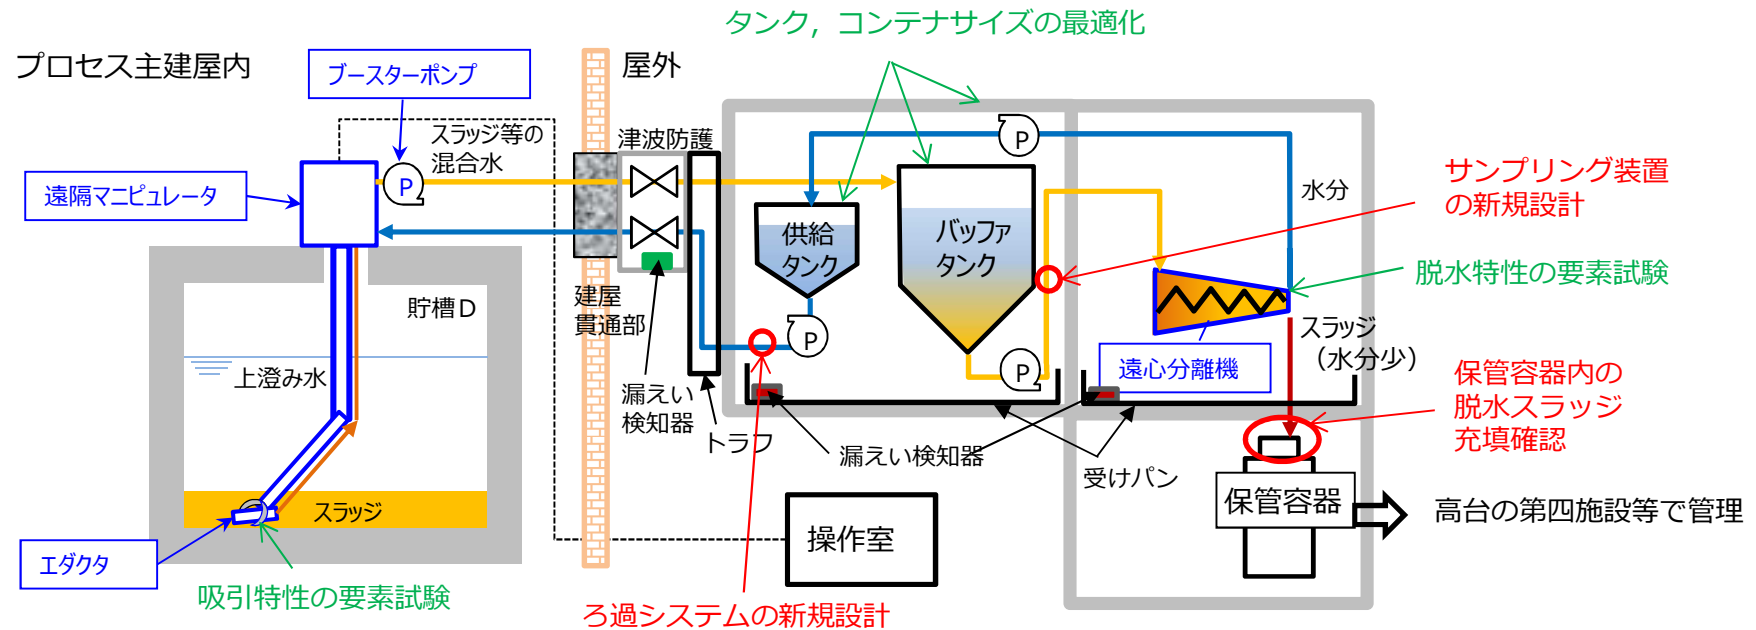 タンク，コンテナサイズの最適化
プロセス主建屋内
ブースターポンプ
屋外
スラッジ等の
混合水
津波防護
P
P
サンプリング装置
の新規設計
遠隔マニピュレータ
水分
供給
タンク
バッファ
タンク
脱水特性の要素試験
建屋
貫通部
貯槽D
P
スラッジ
（水分少）
上澄み水
P
遠心分離機
漏えい
検知器
保管容器内の
脱水スラッジ
充填確認
トラフ
漏えい検知器
受けパン
スラッジ
保管容器
高台の第四施設等で管理
操作室
エダクタ
吸引特性の要素試験
ろ過システムの新規設計